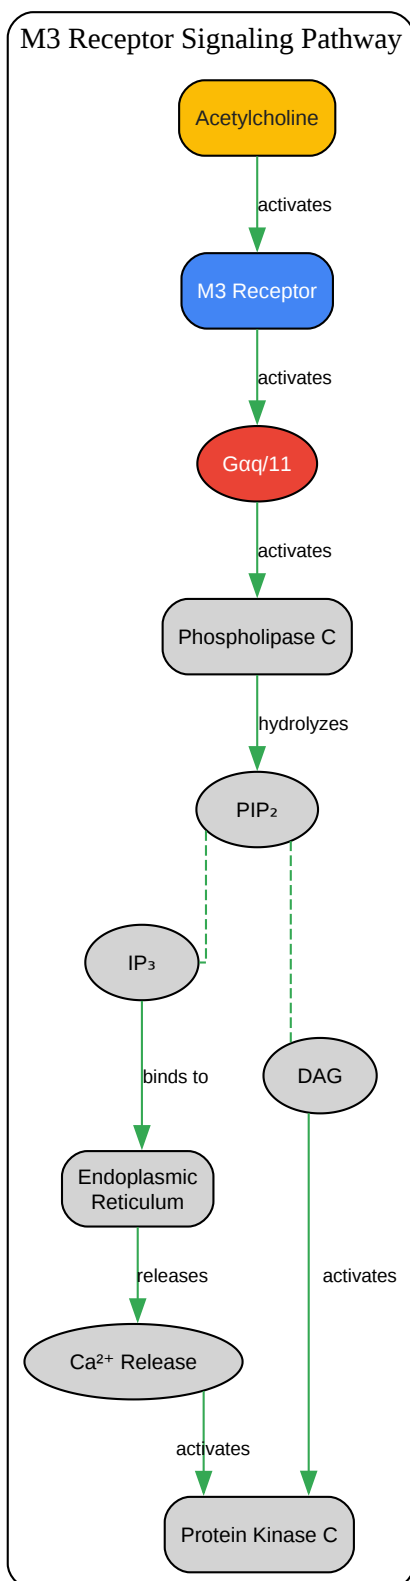 M3 Receptor Signaling Pathway
Acetylcholine
activates
M3 Receptor
activates
Gαq/11
activates
Phospholipase C
hydrolyzes
PIP₂
IP₃
binds to
DAG
Endoplasmic
Reticulum
releases
activates
Ca²⁺ Release
activates
Protein Kinase C